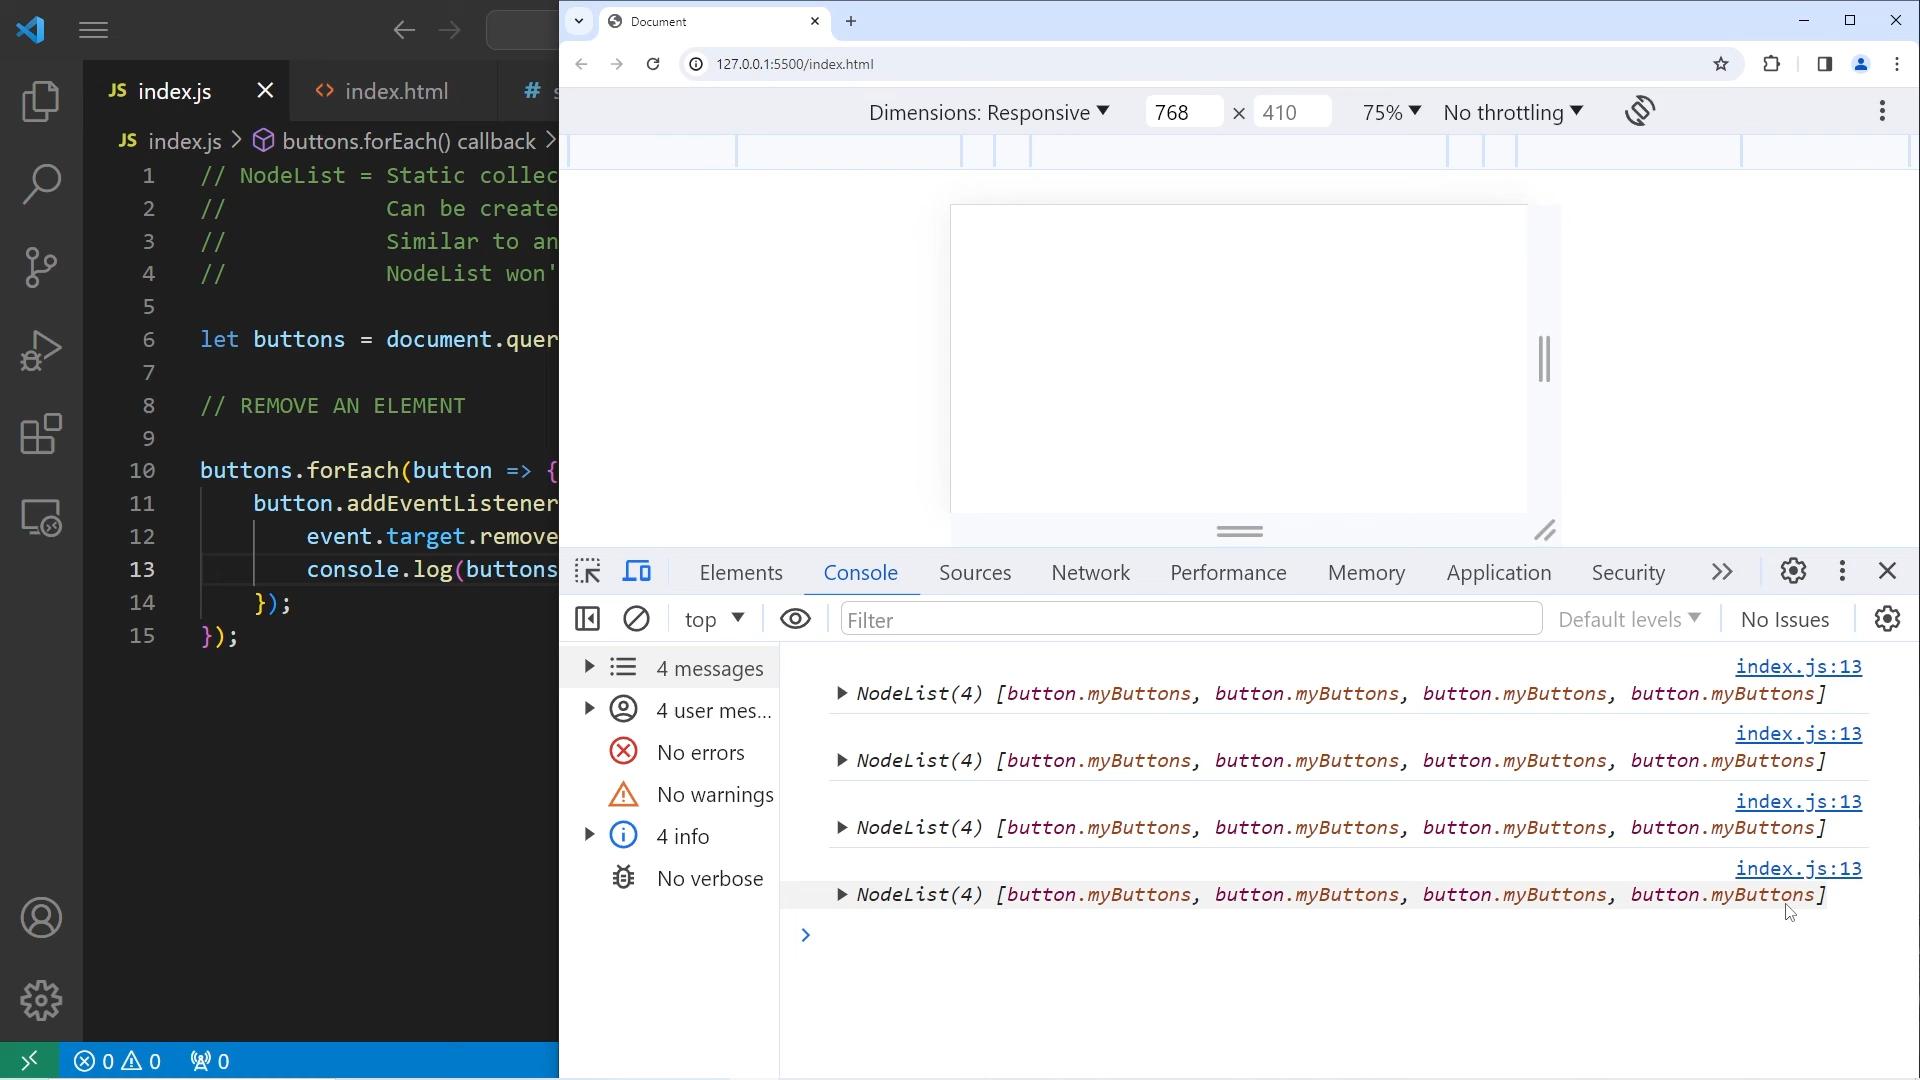 JS index.js
<> index.html
# s
JS index.js > buttons.forEach() callback >
1 // NodeList = Static collec
2 // Can be create
3 // Similar to an
4 // NodeList won'
5
6 let buttons = document.quer
7
8 // REMOVE AN ELEMENT
9
10 buttons.forEach(button => {
11 button.addEventListener
12 event.target.remove
13 console.log(buttons
14 });
15 });
0 0 0
Document
127.0.0.1:5500/index.html
Dimensions: Responsive 768 × 410 75% No throttling
Elements Console Sources Network Performance Memory Application Security
top Filter Default levels No Issues
4 messages
4 user mes...
No errors
No warnings
4 info
No verbose
index.js:13
NodeList(4) [button.myButtons, button.myButtons, button.myButtons, button.myButtons]
index.js:13
NodeList(4) [button.myButtons, button.myButtons, button.myButtons, button.myButtons]
index.js:13
NodeList(4) [button.myButtons, button.myButtons, button.myButtons, button.myButtons]
index.js:13
NodeList(4) [button.myButtons, button.myButtons, button.myButtons, button.myButtons]